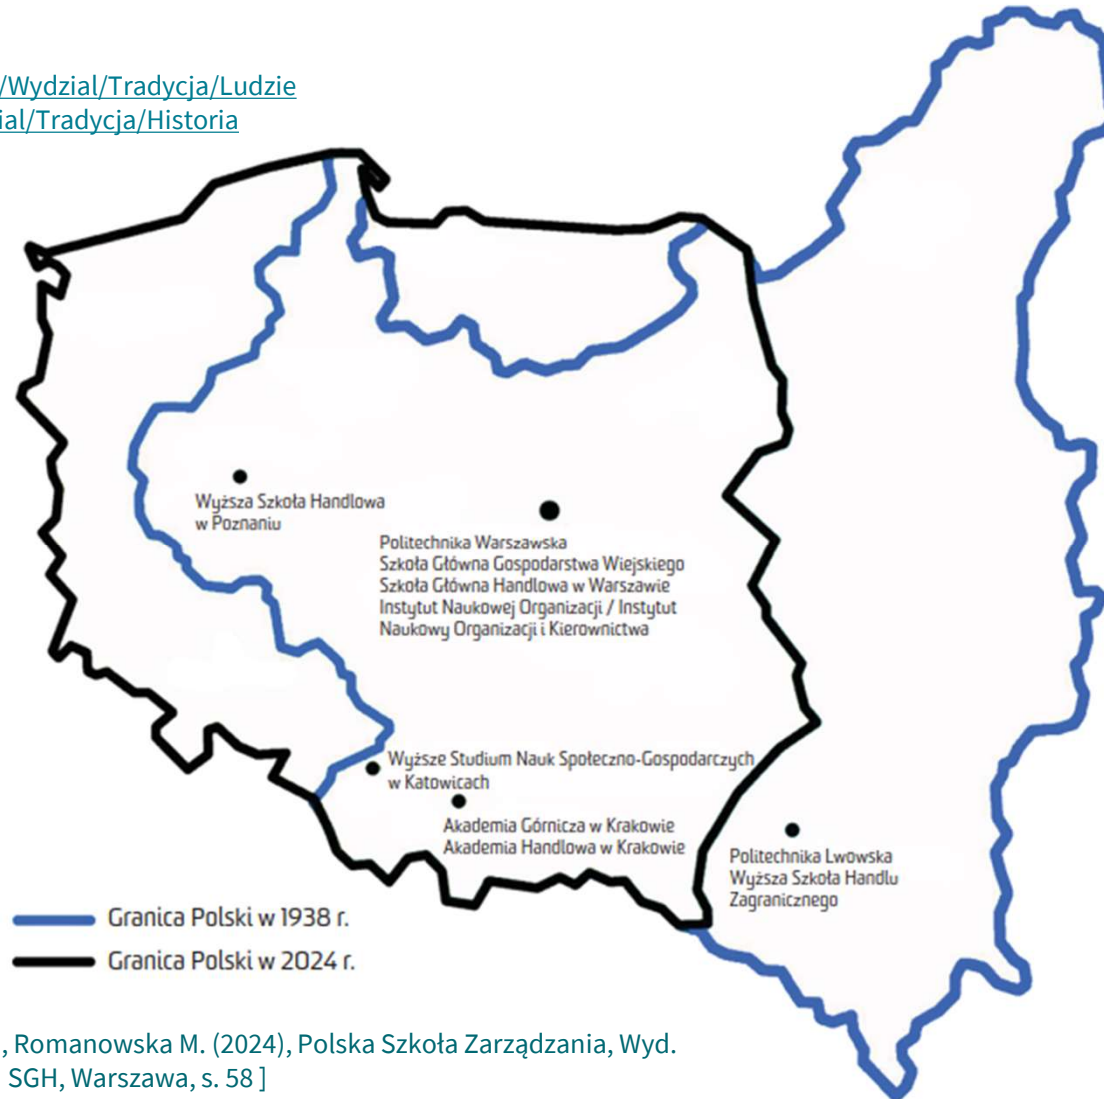 /Wydzial/Tradycja/Ludzie
ial/Tradycja/Historia
Wyższa Szkoła Handlowa
w Poznaniu
Politechnika Warszawska
Szkoła Główna Gospodarstwa Wiejskiego
Szkoła Główna Handlowa w Warszawie
Instytut Naukowej Organizacji / Instytut
Naukowy Organizacji i Kierownictwa
Wyższe Studium Nauk Społeczno-Gospodarczych
w Katowicach
Akademia Górnicza w Krakowie
Akademia Handlowa w Krakowie
Politechnika Lwowska
Wyższa Szkoła Handlu
Zagranicznego
Granica Polski w 1938 r.
Granica Polski w 2024 r.
, Romanowska M. (2024), Polska Szkoła Zarządzania, Wyd.
SGH, Warszawa, s. 58 ]